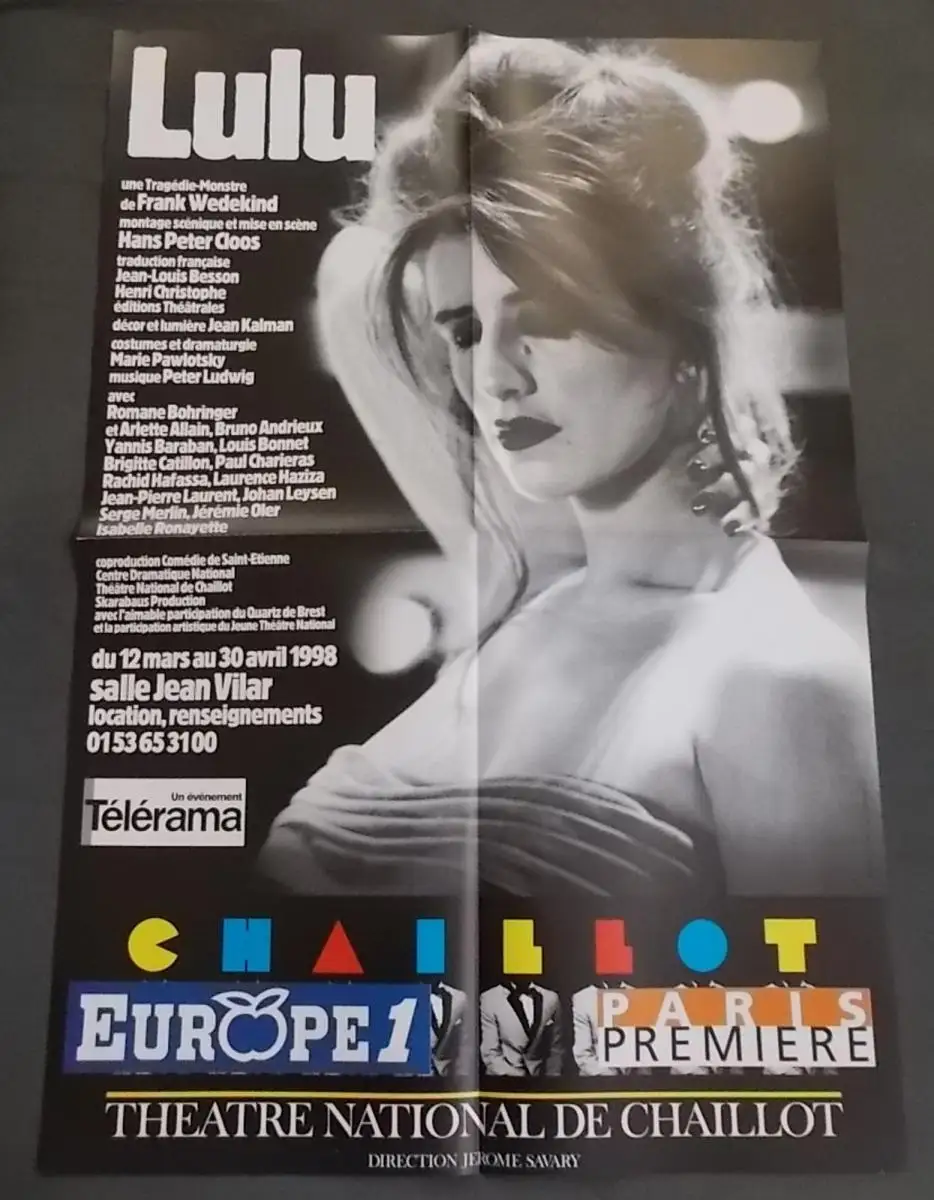 Lulu
une Tragédie-Monstre
de Frank Wedekind
montage scénique et mise en scène
Hans Peter Cloos
traduction française
Jean-Louis Besson
Henri Christophe
éditions Théâtrales
décor et lumière Jean Kalman
costumes et dramaturgie
Marie Pawlotsky
musique Peter Ludwig
avec
Romane Bohringer
et Arlette Allain, Bruno Andrieux
Yannis Baraban, Louis Bonnet
Brigitte Catillon, Paul Charieras
Rachid Hafassa, Laurence Haziza
Jean-Pierre Laurent, Johan Leysen
Serge Merlin, Jérémie Oler
Isabelle Ronayette
coproduction Comédie de Saint-Etienne
Centre Dramatique National
Théâtre National de Chaillot
Skarabaus Production
avec l'aimable participation du Quartz de Brest
et la participation artistique du Jeune Théâtre National
du 12 mars au 30 avril 1998
salle Jean Vilar
location, renseignements
01 53 65 31 00
Un événement
Télérama
CHAILLOT
EUROPE 1
PARIS
PREMIERE
THEATRE NATIONAL DE CHAILLOT
DIRECTION JEROME SAVARY